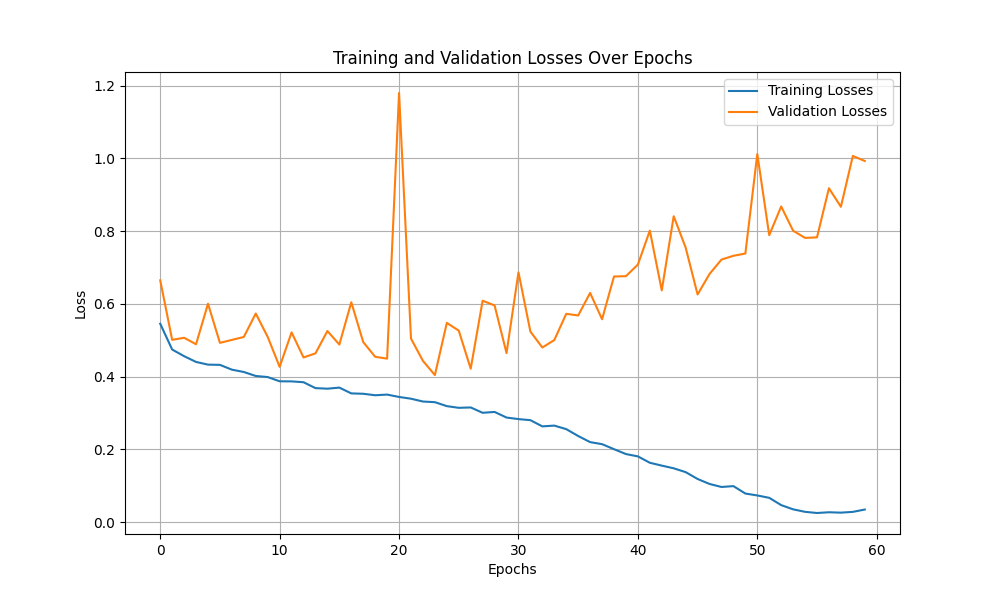 Training and Validation Losses Over Epochs
Training Losses
Validation Losses
1.2
1.0
0.8
0.6
0.4
0.2
0.0
Loss
0 10 20 30 40 50 60
Epochs